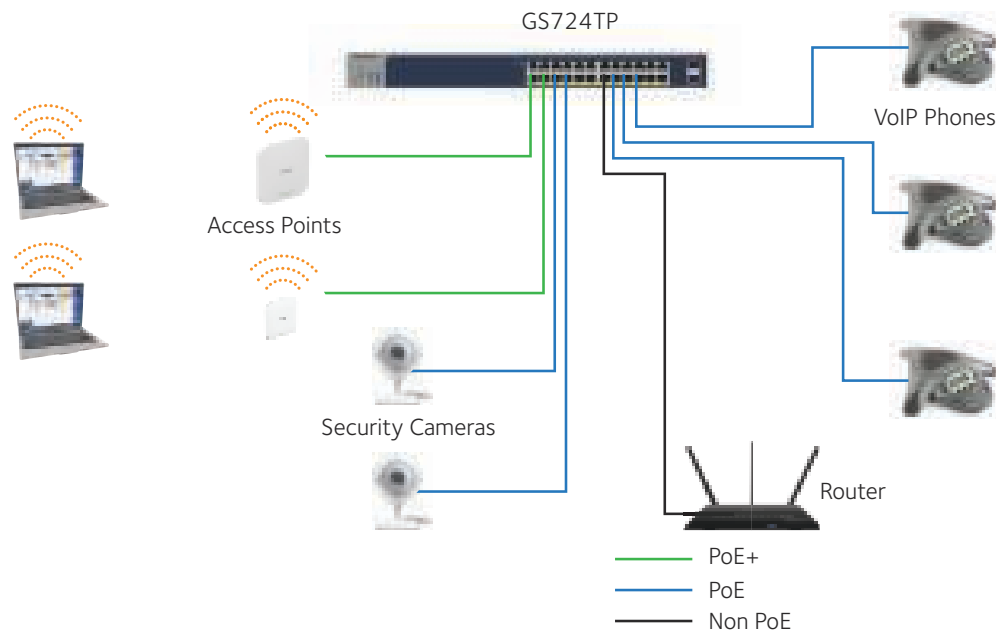 GS724TP
VoIP Phones
Access Points
Security Cameras
Router
PoE+
PoE
Non PoE